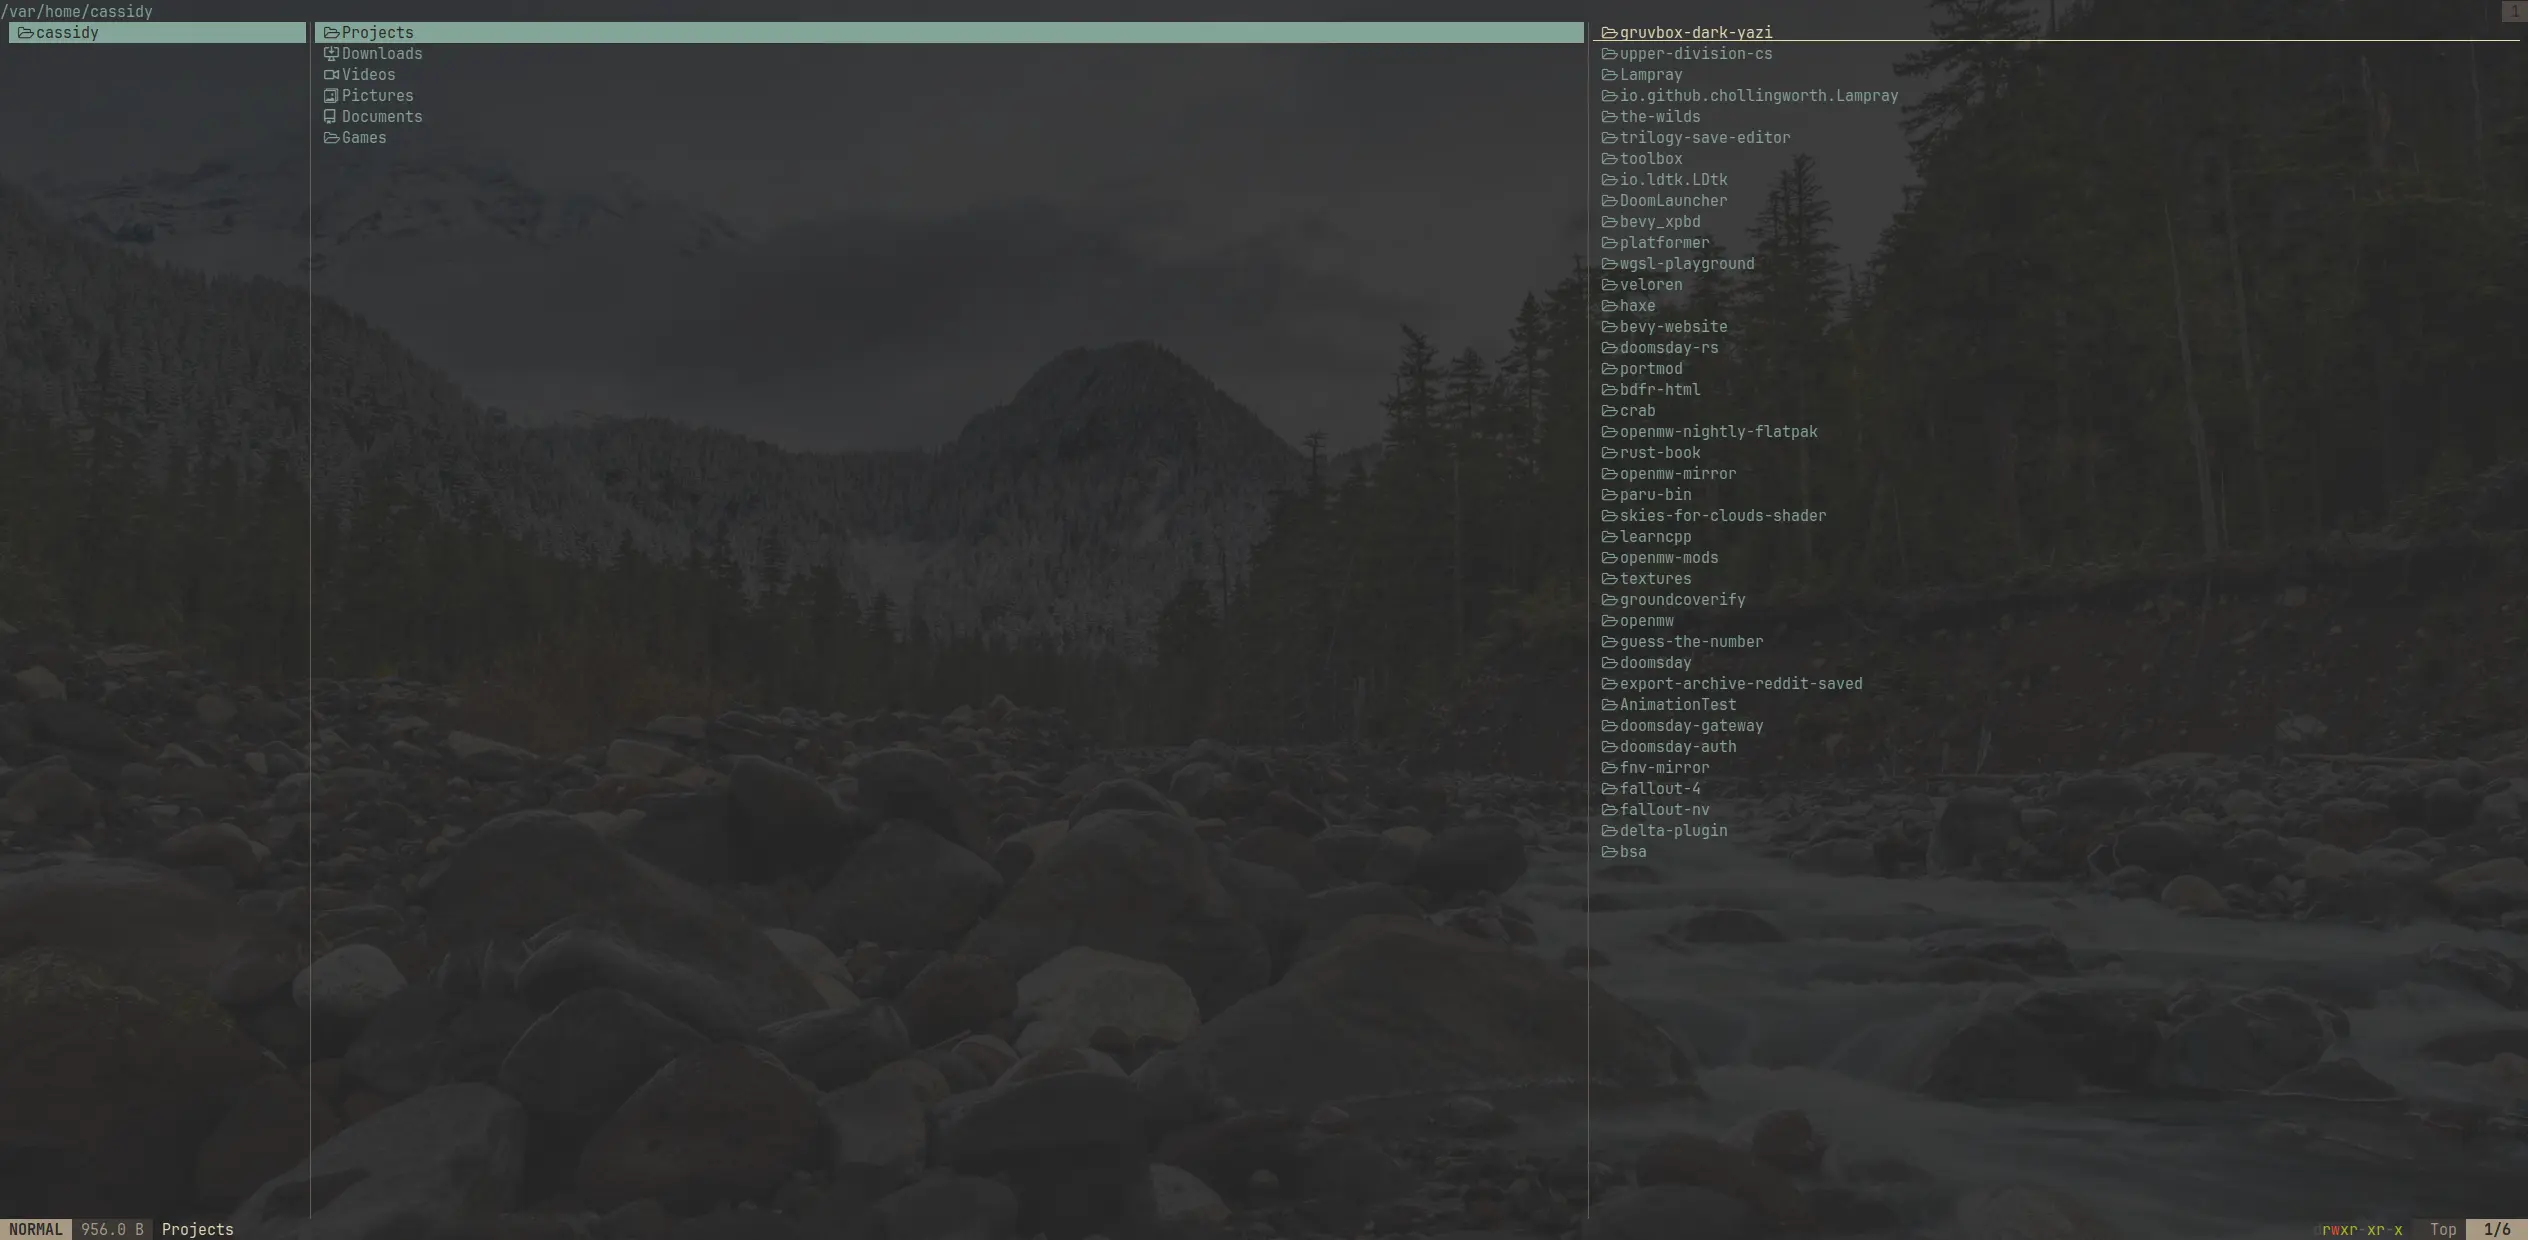 /var/home/cassidy
1
cassidy
Projects
Downloads
Videos
Pictures
Documents
Games
gruvbox-dark-yazi
upper-division-cs
Lampray
io.github.chollingworth.Lampray
the-wilds
trilogy-save-editor
toolbox
io.ldtk.LDtk
DoomLauncher
bevy_xpbd
platformer
wgsl-playground
veloren
haxe
bevy-website
doomsday-rs
portmod
bdfr-html
crab
openmw-nightly-flatpak
rust-book
openmw-mirror
paru-bin
skies-for-clouds-shader
learncpp
openmw-mods
textures
groundcoverify
openmw
guess-the-number
doomsday
export-archive-reddit-saved
AnimationTest
doomsday-gateway
doomsday-auth
fnv-mirror
fallout-4
fallout-nv
delta-plugin
bsa
NORMAL 956.0 B Projects drwxr-xr-x Top 1/6